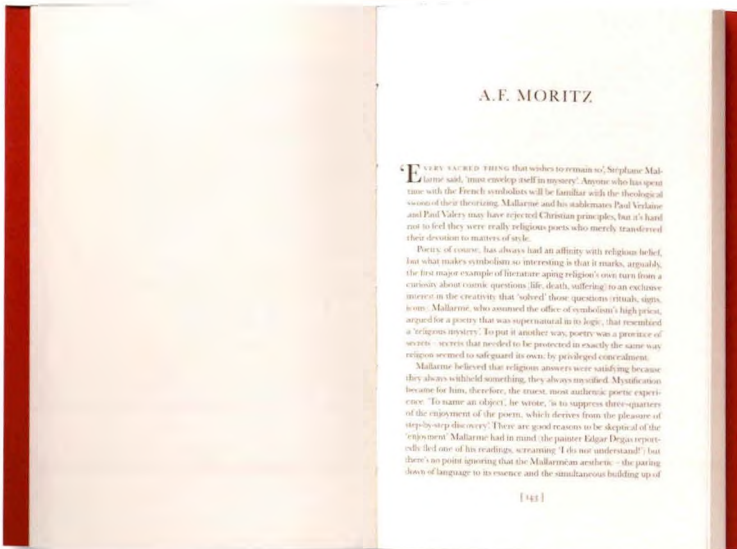 A.F. MORITZ
‘EVERY SACRED THING that wishes to remain so’, Stéphane Mal-
larmé said, ‘must envelop itself in mystery’. Anyone who has spent
time with the French symbolists will be familiar with the theological
of their theorizing. Mallarmé and his stablemates Paul Verlaine
and Paul Valéry may have rejected Christian principles, but it’s hard
not to feel they were really religious poets who merely transferred
their devotion to matters of style.
Poetry, of course, has always had an affinity with religious belief,
but what makes symbolism so interesting is that it marks, arguably,
the first major example of literature aping religion’s own turn from a
curiosity about cosmic questions (life, death, suffering) to an exclusive
interest in the creativity that ‘solved’ those questions (rituals, signs,
icons). Mallarmé, who assumed the office of symbolism’s high priest,
argued for a poetry that was supernatural in its logic, that resembled
a ‘religious mystery’. To put it another way, poetry was a province of
secrets – secrets that needed to be protected in exactly the same way
religion seemed to safeguard its own: by privileged concealment.
Mallarmé believed that religious answers were satisfying because
they always withheld something, they always mystified. Mystification
became for him, therefore, the truest, most authentic poetic experi-
ence. ‘To name an object’, he wrote, ‘is to suppress three-quarters
of the enjoyment of the poem, which derives from the pleasure of
step-by-step discovery.’ There are good reasons to be skeptical of the
‘enjoyment’ Mallarmé had in mind (the painter Edgar Degas report-
edly fled one of his readings, screaming ‘I do not understand!’) but
there’s no point ignoring that the Mallarméan aesthetic – the paring
down of language to its essence and the simultaneous building up of
[ 143 ]